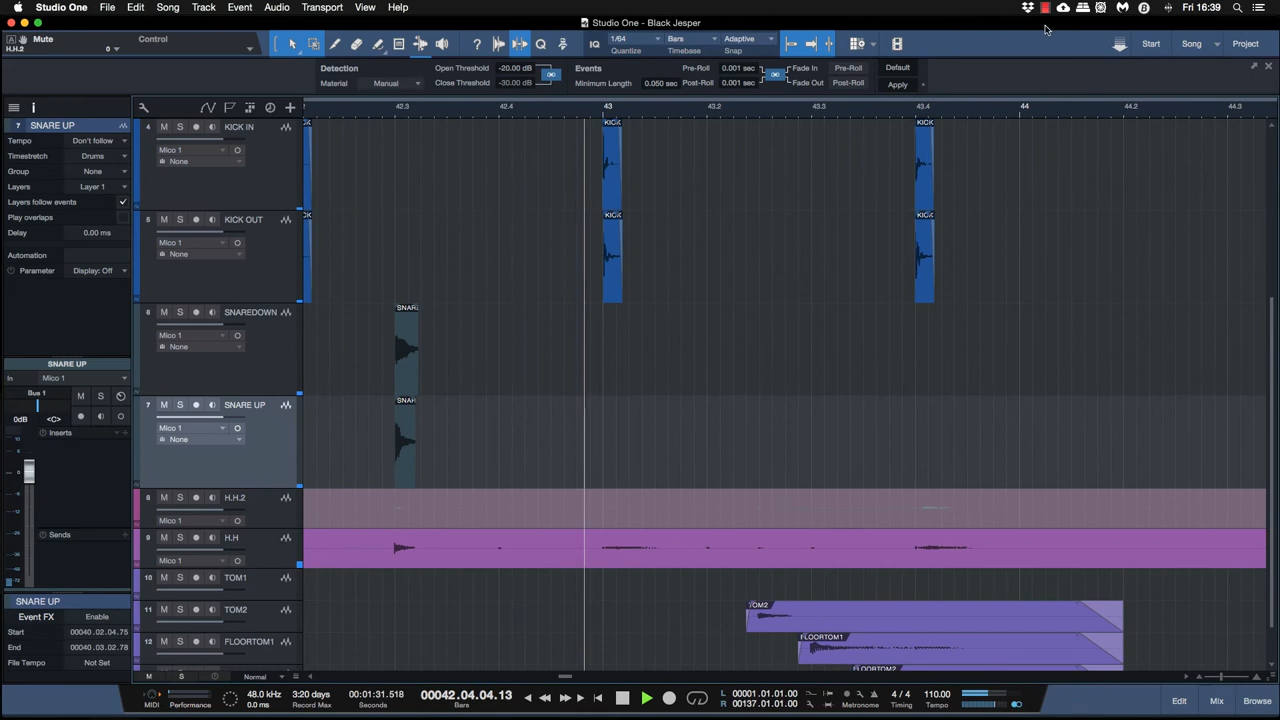 Studio One File Edit Song Track Event Audio Transport View Help Fri 16:39
Studio One - Black Jesper
Mute Control
H.H.2 0
IQ 1/64 Bars Adaptive Start Song Project
Quantize Timebase Snap
Detection Open Threshold -20.00 dB Events Pre-Roll 0.001 sec Fade In Pre-Roll Default
Material Manual Close Threshold -30.00 dB Minimum Length 0.050 sec Post-Roll 0.001 sec Fade Out Post-Roll Apply
42.3 42.4 43 43.2 43.3 43.4 44 44.2 44.3
7 SNARE UP
Tempo Don't follow
Timestretch Drums
Group None
Layers Layer 1
Layers follow events
Play overlaps
Delay 0.00 ms
Automation
Parameter Display: Off
SNARE UP
In Mico 1
Bus 1 M S
0dB <C>
Inserts
Sends
SNARE UP
Event FX Enable
Start 00040.02.04.75
End 00040.03.02.78
File Tempo Not Set
4 M S KICK IN
Mico 1
None
KICK KICK
5 M S KICK OUT
Mico 1
None
KICK KICK
6 M S SNAREDOWN
Mico 1
None
SNAR
7 M S SNARE UP
Mico 1
None
SNAR
8 M S H.H.2
Mico 1
9 M S H.H
Mico 1
10 M S TOM1
11 M S TOM2
TOM2
12 M S FLOORTOM1
FLOORTOM1
FLOORTOM2
M S Normal
MIDI Performance 48.0 kHz 3:20 days 0:01:31.518 00042.04.04.13 L 00001.01.01.00 4 / 4 110.00 Edit Mix Browse
0.0 ms Record Max Seconds Bars R 00137.01.01.00 Metronome Timing Tempo